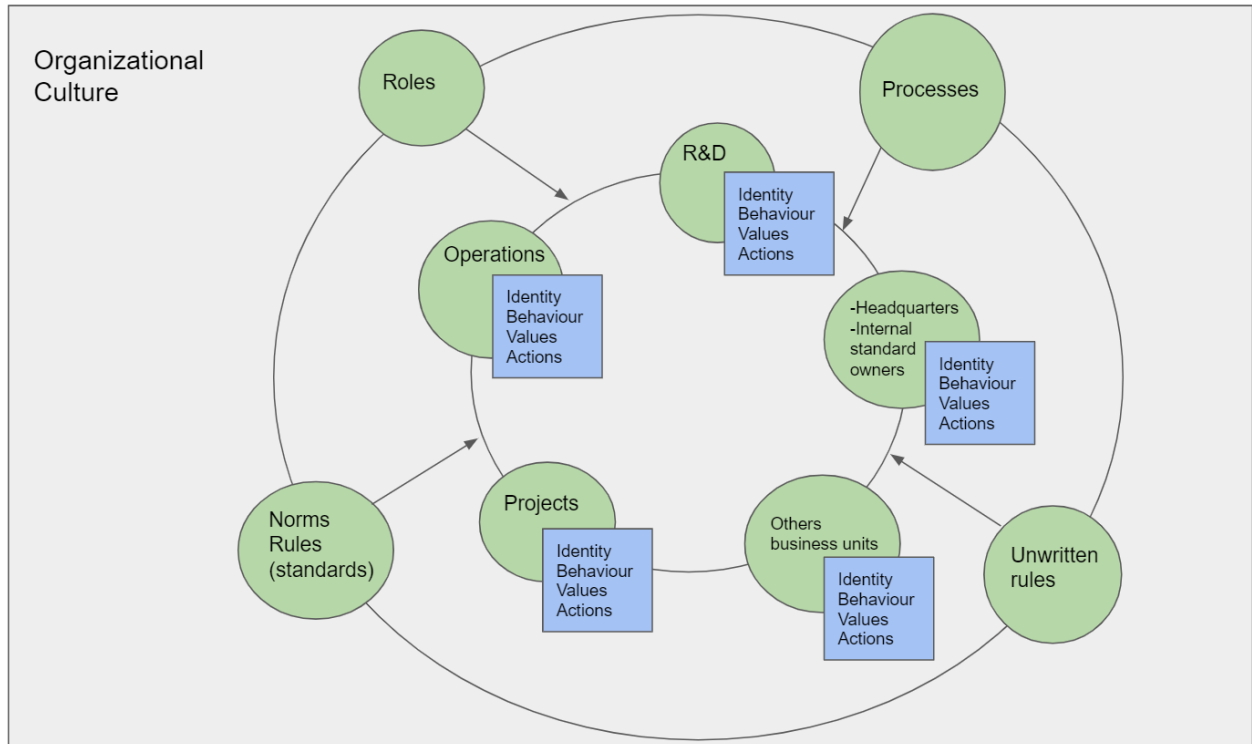 Organizational
Culture
Roles
Processes
R&D
Identity
Behaviour
Values
Actions
Operations
Identity
Behaviour
Values
Actions
-Headquarters
-Internal
standard
owners
Identity
Behaviour
Values
Actions
Norms
Rules
(standards)
Projects
Identity
Behaviour
Values
Actions
Others
business units
Identity
Behaviour
Values
Actions
Unwritten
rules